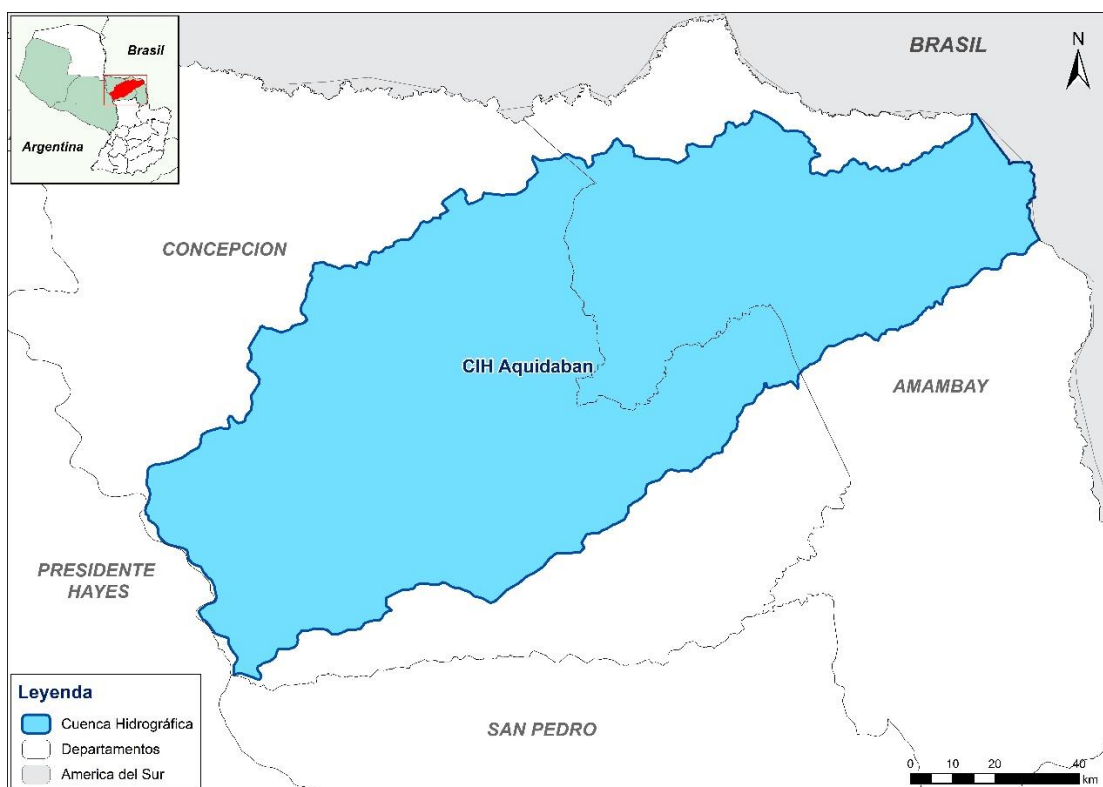 Brasil
Argentina
BRASIL
N
CONCEPCION
CIH Aquidaban
AMAMBAY
PRESIDENTE
HAYES
SAN PEDRO
Leyenda
Cuenca Hidrográfica
Departamentos
America del Sur
0 10 20 40
km